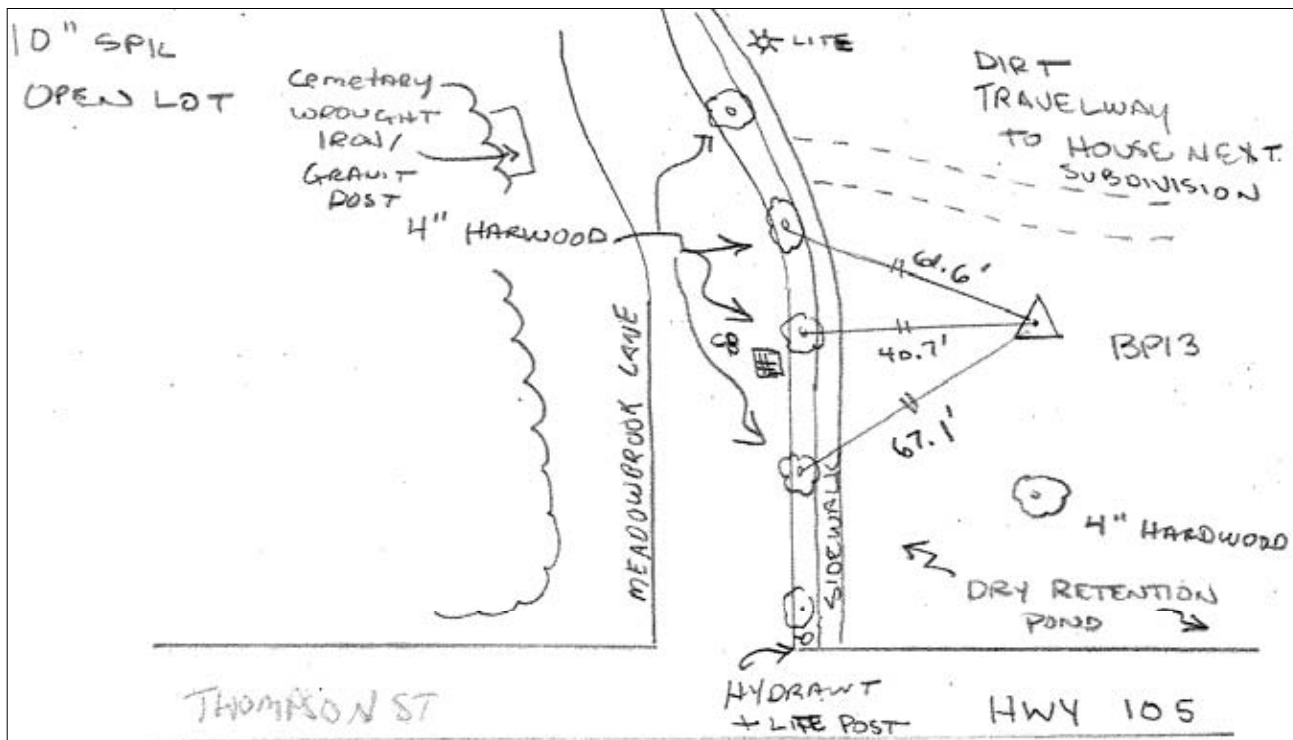 10" SPIL
OPEN LOT
Cemetary
WROUGHT
IRON/
GRANIT
POST
LITE
DIRT
TRAVELWAY
TO HOUSE NEXT
SUBDIVISION
4" HARWOOD
61.6'
40.7'
67.1'
BP13
CB
MEADOWBROOK LANE
SIDEWALK
4" HARDWOOD
DRY RETENTION
POND
HYDRANT
+ LITE POST
THOMPSON ST
HWY 105